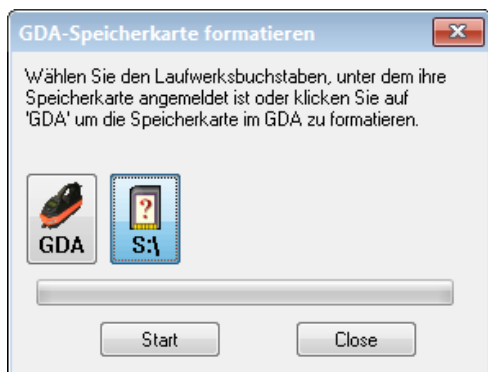 GDA-Speicherkarte formatieren
Wählen Sie den Laufwerksbuchstaben, unter dem ihre
Speicherkarte angemeldet ist oder klicken Sie auf
'GDA' um die Speicherkarte im GDA zu formatieren.
?
GDA S:\
Start Close